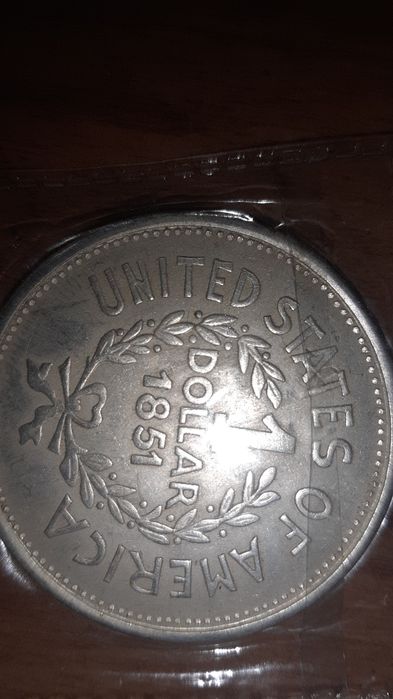 UNITED STATES OF AMERICA
1
DOLLAR
1851